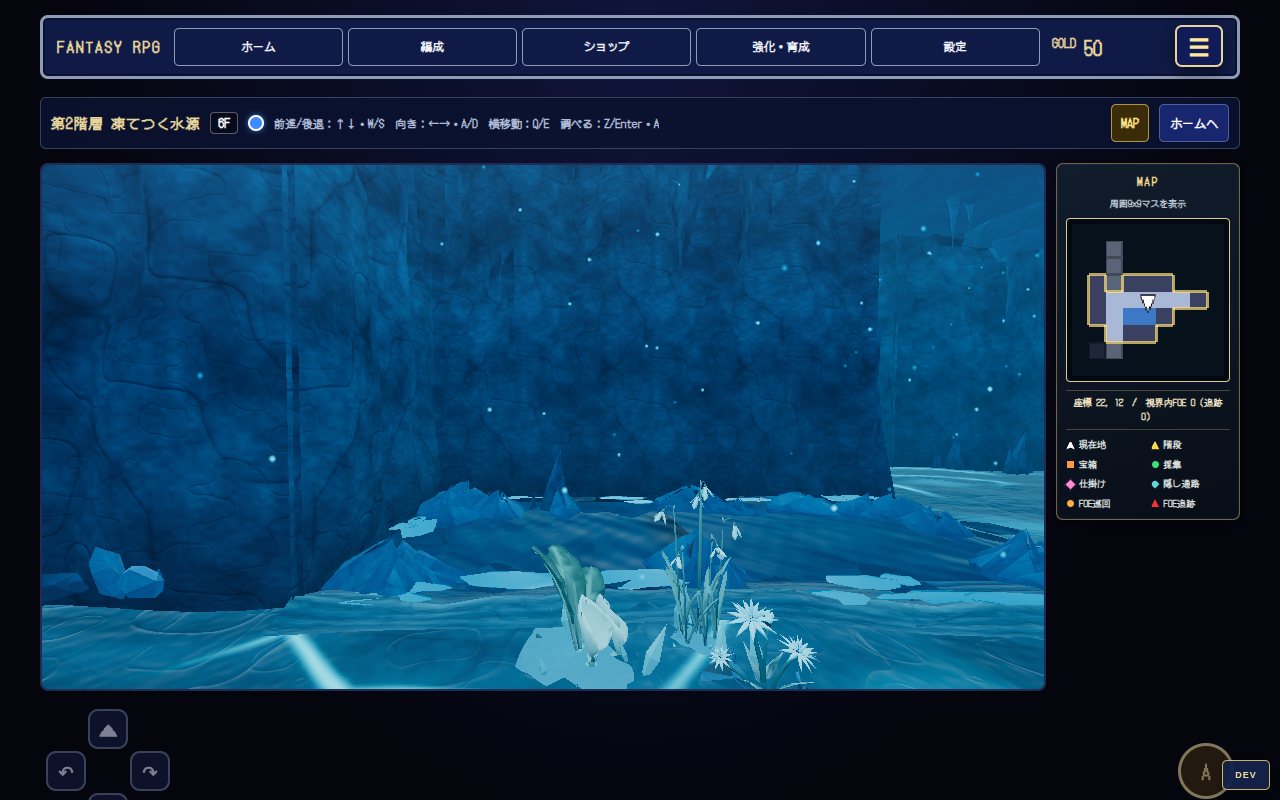 FANTASY RPG ホーム 編成 ショップ 強化・育成 設定 GOLD 50
第2階層 凍てつく水源 6F 前進/後退:↑↓・W/S 向き:←→・A/D 横移動:Q/E 調べる:Z/Enter・A MAP ホームへ
MAP
周囲9x9マスを表示
座標 22, 12 / 視界内FOE 0 (追跡
0)
現在地 階段
宝箱 採集
仕掛け 隠し通路
FOE巡回 FOE追跡
A
DEV